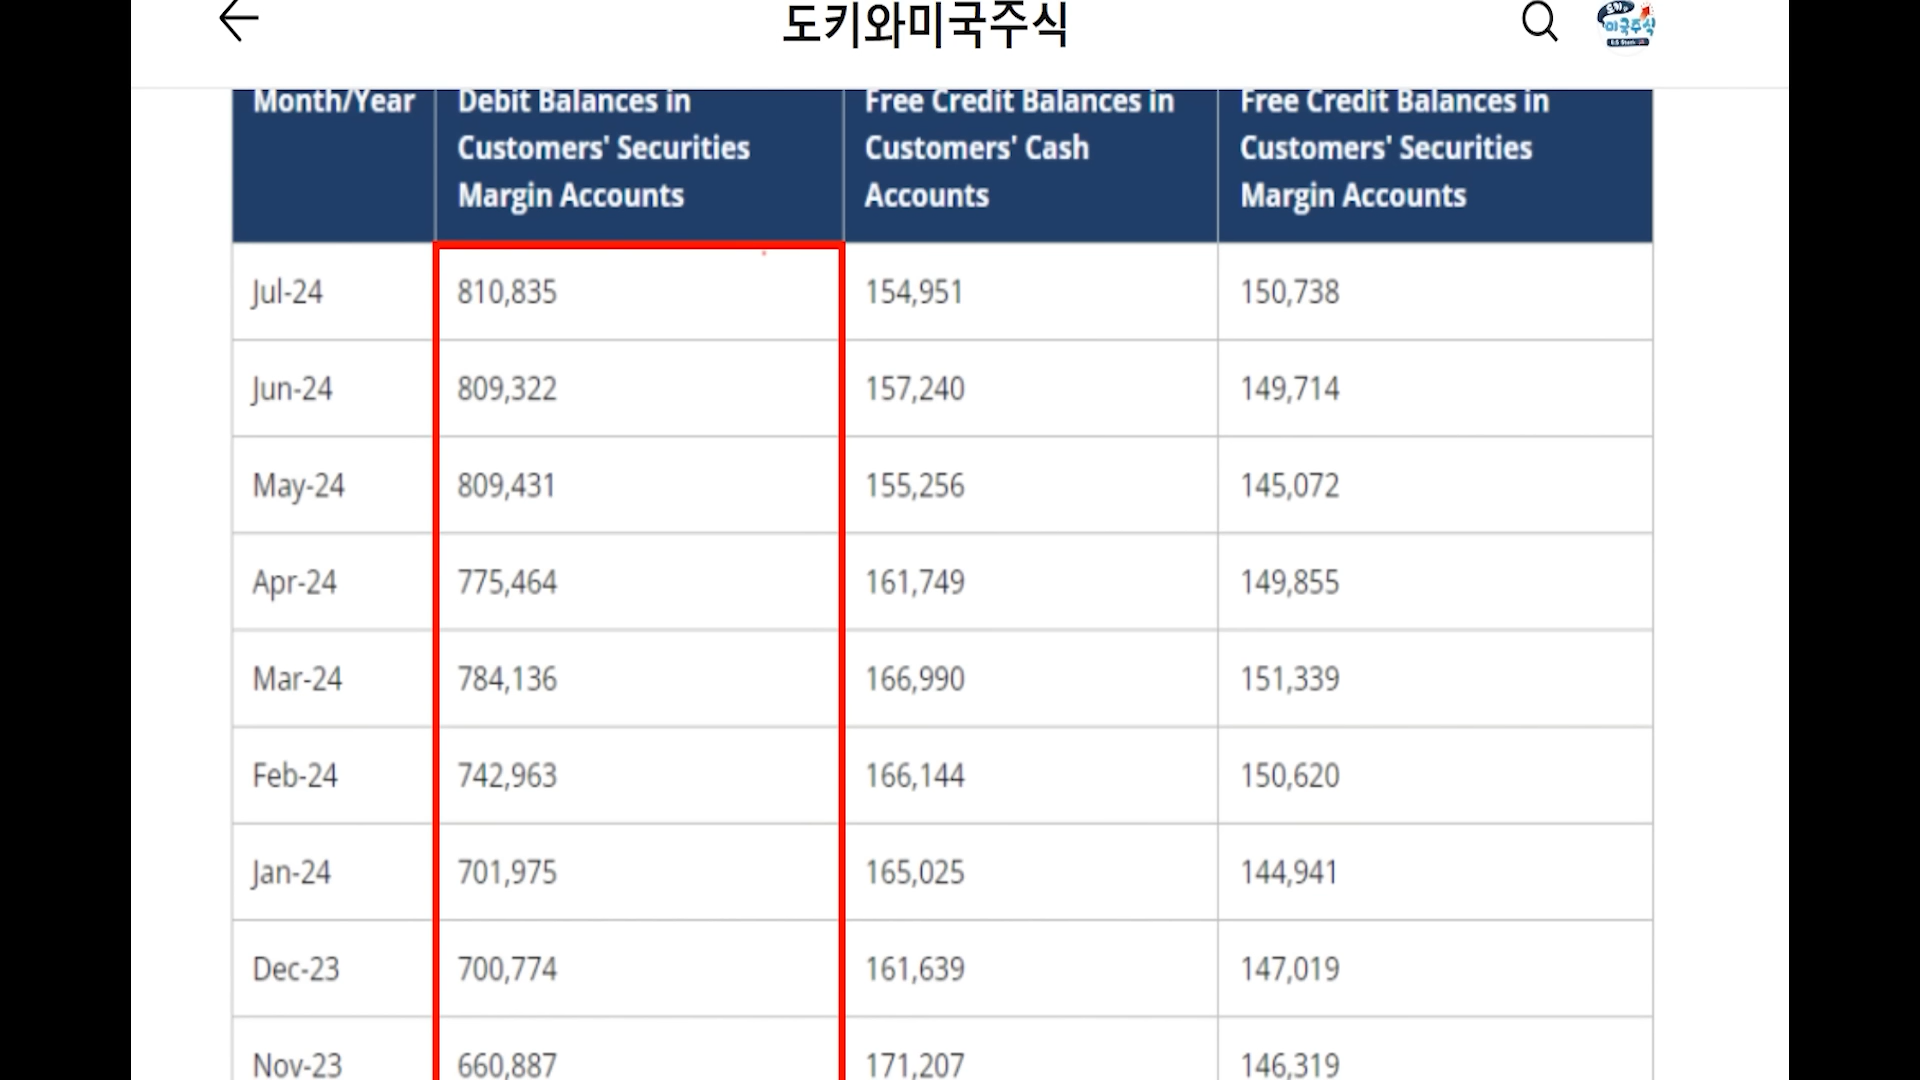 도키와미국주식
미국주식
Month/Year
Debit Balances in
Customers' Securities
Margin Accounts
Free Credit Balances in
Customers' Cash
Accounts
Free Credit Balances in
Customers' Securities
Margin Accounts
Jul-24 810,835 154,951 150,738
Jun-24 809,322 157,240 149,714
May-24 809,431 155,256 145,072
Apr-24 775,464 161,749 149,855
Mar-24 784,136 166,990 151,339
Feb-24 742,963 166,144 150,620
Jan-24 701,975 165,025 144,941
Dec-23 700,774 161,639 147,019
Nov-23 660,887 171,207 146,319